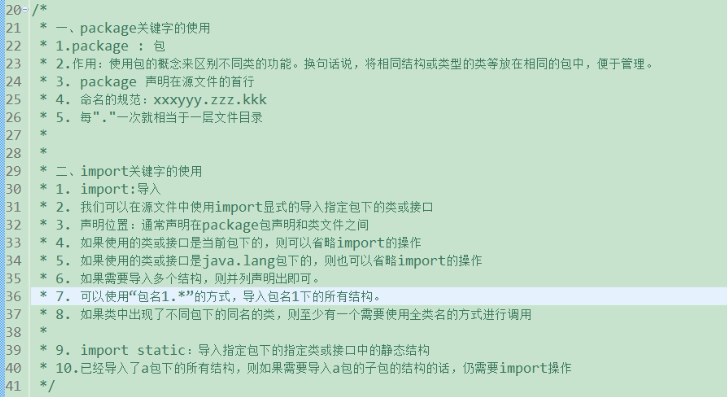 20 /*
21 * 一、package关键字的使用
22 * 1.package : 包
23 * 2.作用：使用包的概念来区别不同类的功能。换句话说，将相同结构或类型的类等放在相同的包中，便于管理。
24 * 3. package 声明在源文件的首行
25 * 4. 命名的规范：xxxyyy.zzz.kkk
26 * 5. 每"."一次就相当于一层文件目录
27 *
28 *
29 * 二、import关键字的使用
30 * 1. import:导入
31 * 2. 我们可以在源文件中使用import显式的导入指定包下的类或接口
32 * 3. 声明位置：通常声明在package包声明和类文件之间
33 * 4. 如果使用的类或接口是当前包下的，则可以省略import的操作
34 * 5. 如果使用的类或接口是java.lang包下的，则也可以省略import的操作
35 * 6. 如果需要导入多个结构，则并列声明出即可。
36 * 7. 可以使用“包名1.*”的方式，导入包名1下的所有结构。
37 * 8. 如果类中出现了不同包下的同名的类，则至少有一个需要使用全类名的方式进行调用
38 *
39 * 9. import static：导入指定包下的指定类或接口中的静态结构
40 * 10.已经导入了a包下的所有结构，则如果需要导入a包的子包的结构的话，仍需要import操作
41 */